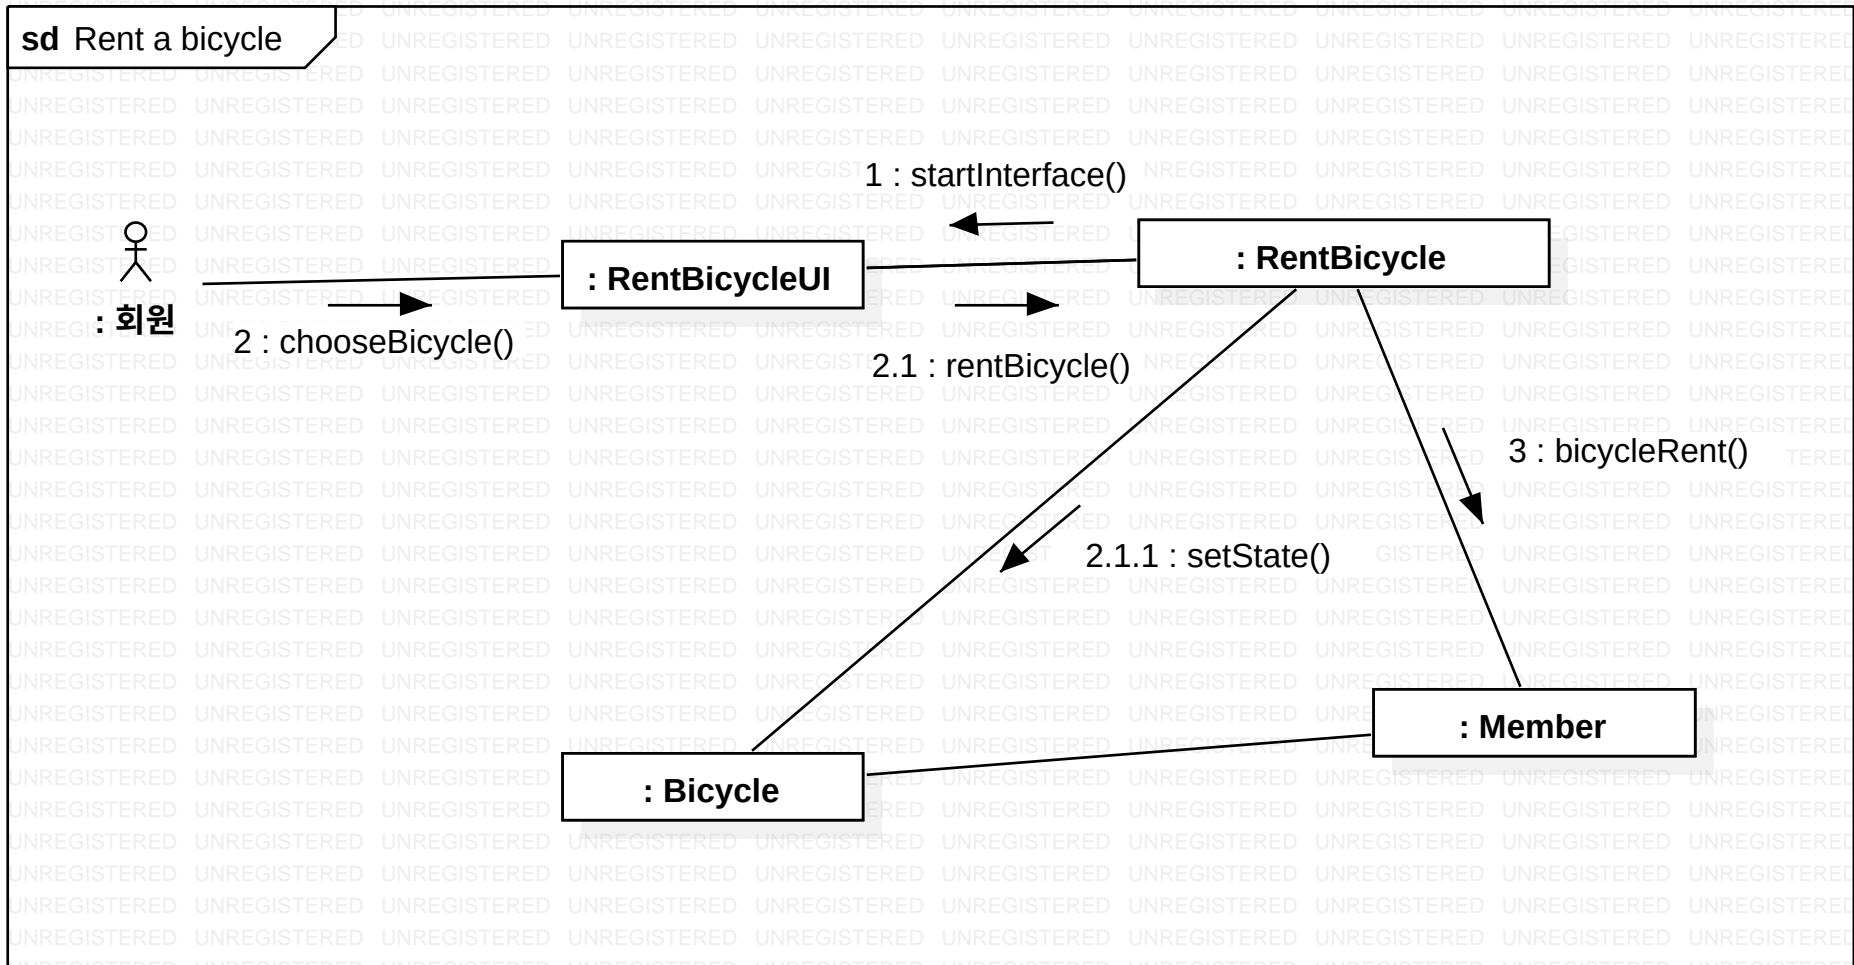 sd Rent a bicycle
1 : startInterface()
: RentBicycle
: RentBicycleUI
: 회원
2 : chooseBicycle()
2.1 : rentBicycle()
3 : bicycleRent()
2.1.1 : setState()
: Member
: Bicycle
UNREGISTERED